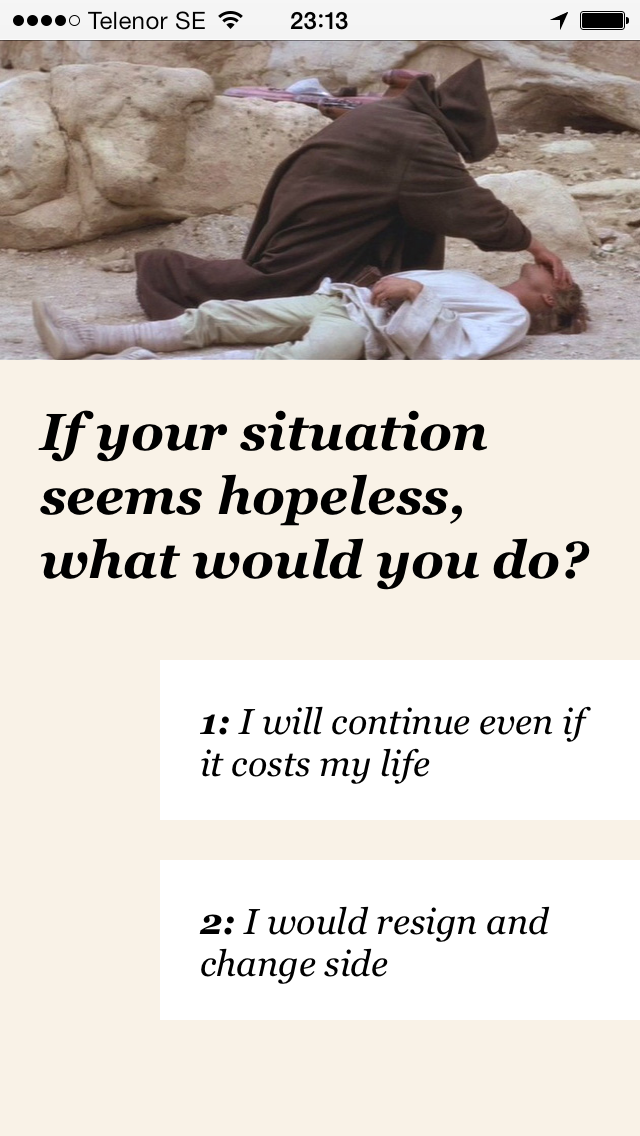 Telenor SE 23:13
If your situation
seems hopeless,
what would you do?
1: I will continue even if
it costs my life
2: I would resign and
change side